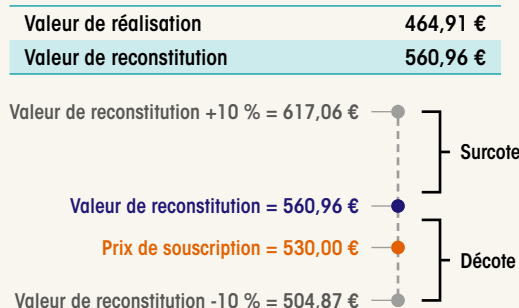 Valeur de réalisation 464,91 €
Valeur de reconstitution 560,96 €
Valeur de reconstitution +10 % = 617,06 €
Surcote
Valeur de reconstitution = 560,96 €
Prix de souscription = 530,00 €
Décote
Valeur de reconstitution -10 % = 504,87 €